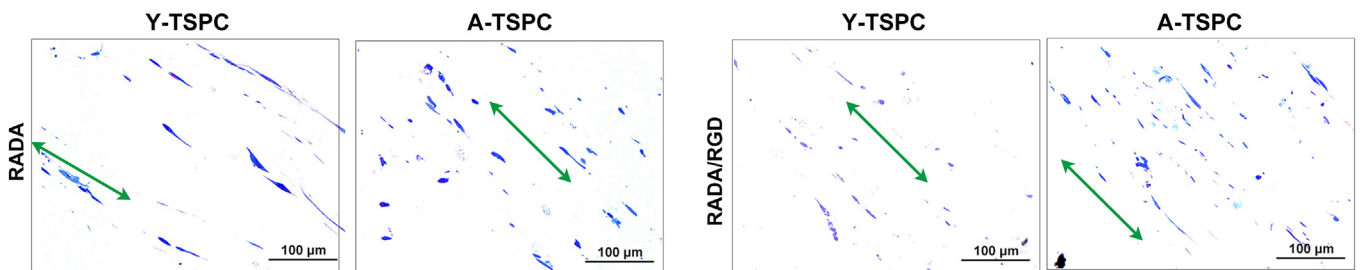 Y-TSPC
A-TSPC
Y-TSPC
A-TSPC
RADA
100 µm
100 µm
RADA/RGD
100 µm
100 µm